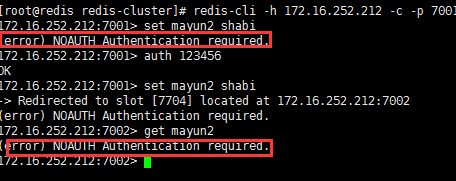 [root@redis redis-cluster]# redis-cli -h 172.16.252.212 -c -p 7001
172.16.252.212:7001> set mayun2 shabi
(error) NOAUTH Authentication required.
172.16.252.212:7001> auth 123456
OK
172.16.252.212:7001> set mayun2 shabi
-> Redirected to slot [7704] located at 172.16.252.212:7002
(error) NOAUTH Authentication required.
172.16.252.212:7002> get mayun2
(error) NOAUTH Authentication required.
172.16.252.212:7002>